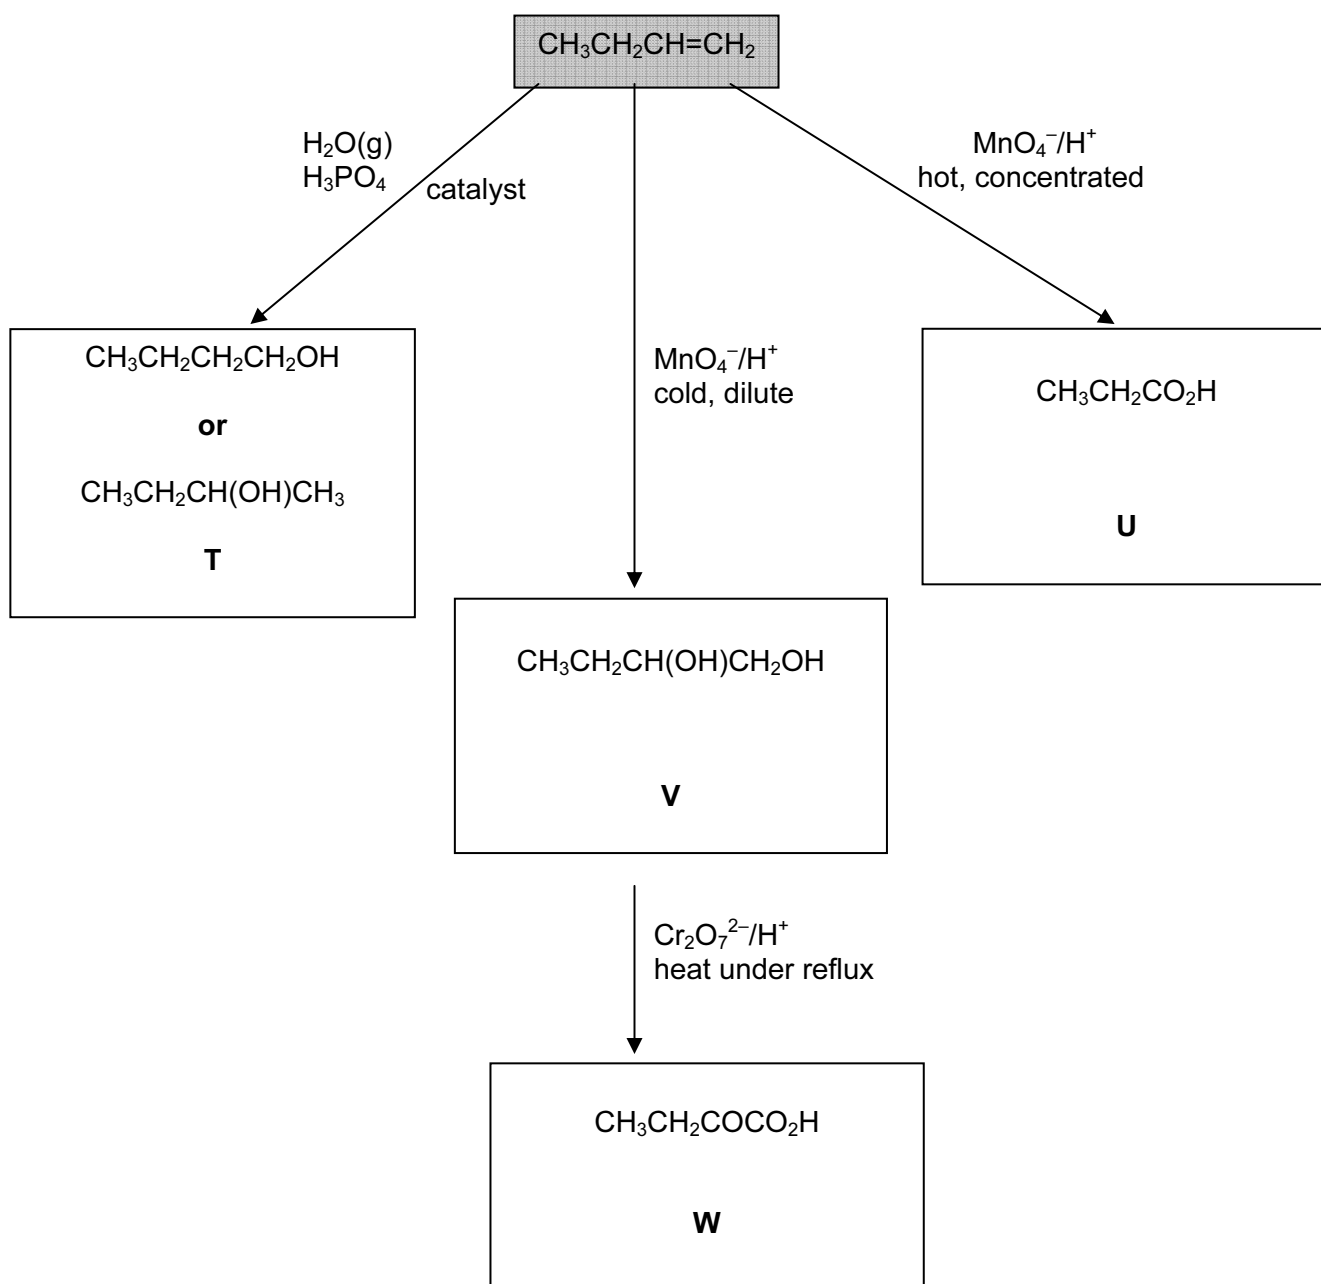 CH₃CH₂CH=CH₂
H₂O(g)
H₃PO₄
catalyst
MnO₄⁻/H⁺
hot, concentrated
CH₃CH₂CH₂CH₂OH
or
CH₃CH₂CH(OH)CH₃
T
MnO₄⁻/H⁺
cold, dilute
CH₃CH₂CO₂H
U
CH₃CH₂CH(OH)CH₂OH
V
Cr₂O₇²⁻/H⁺
heat under reflux
CH₃CH₂COCO₂H
W